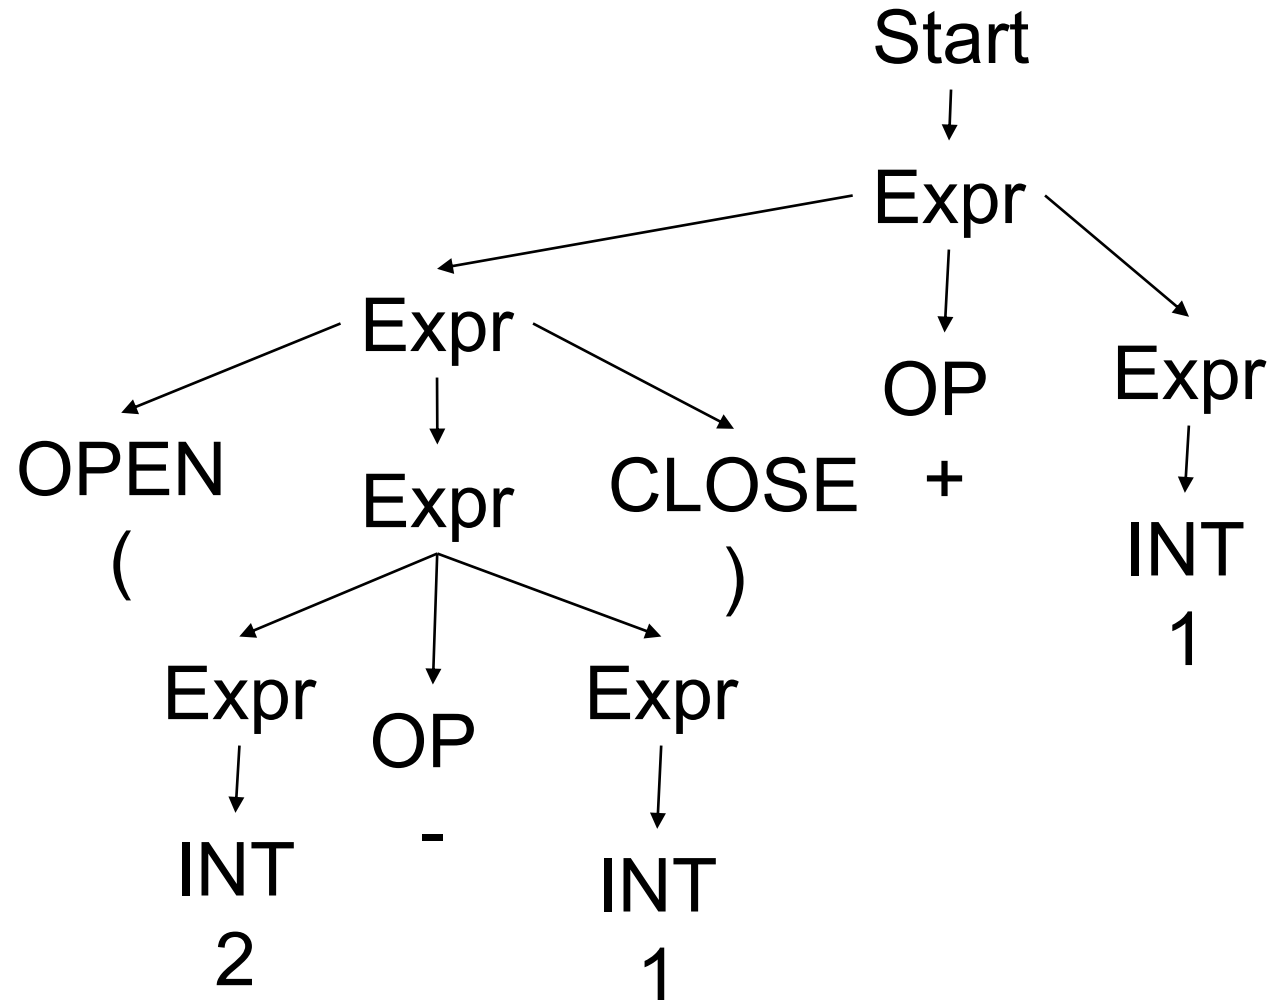 Start
Expr
Expr
OP
+
Expr
INT
1
OPEN
(
Expr
CLOSE
)
Expr
INT
2
OP
-
Expr
INT
1